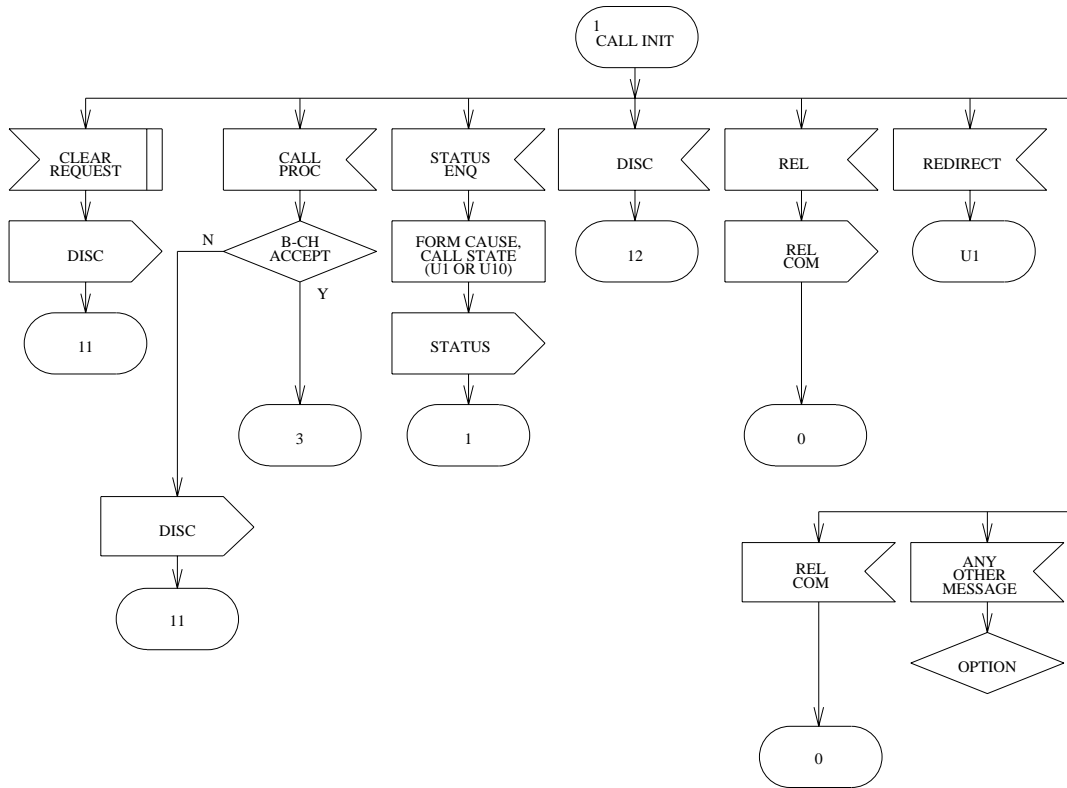 1
CALL INIT
CLEAR
REQUEST
CALL
PROC
STATUS
ENQ
DISC
REL
REDIRECT
DISC
N
B-CH
ACCEPT
Y
FORM CAUSE,
CALL STATE
(U1 OR U10)
12
REL
COM
U1
11
STATUS
3
1
0
DISC
11
REL
COM
ANY
OTHER
MESSAGE
OPTION
0